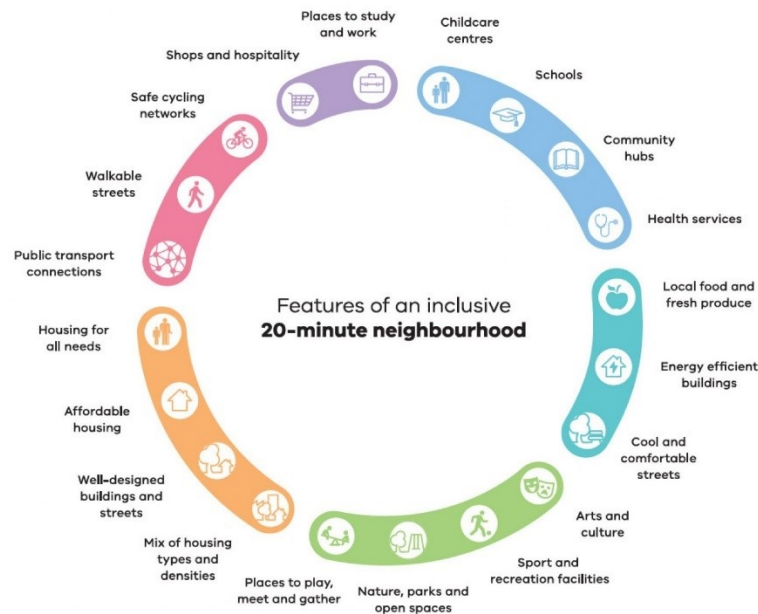 Features of an inclusive
20-minute neighbourhood
Childcare
centres
Schools
Community
hubs
Health services
Local food and
fresh produce
Energy efficient
buildings
Cool and
comfortable
streets
Arts and
culture
Sport and
recreation facilities
Nature, parks and
open spaces
Places to play,
meet and gather
Mix of housing
types and
densities
Well-designed
buildings and
streets
Affordable
housing
Housing for
all needs
Public transport
connections
Walkable
streets
Safe cycling
networks
Shops and hospitality
Places to study
and work